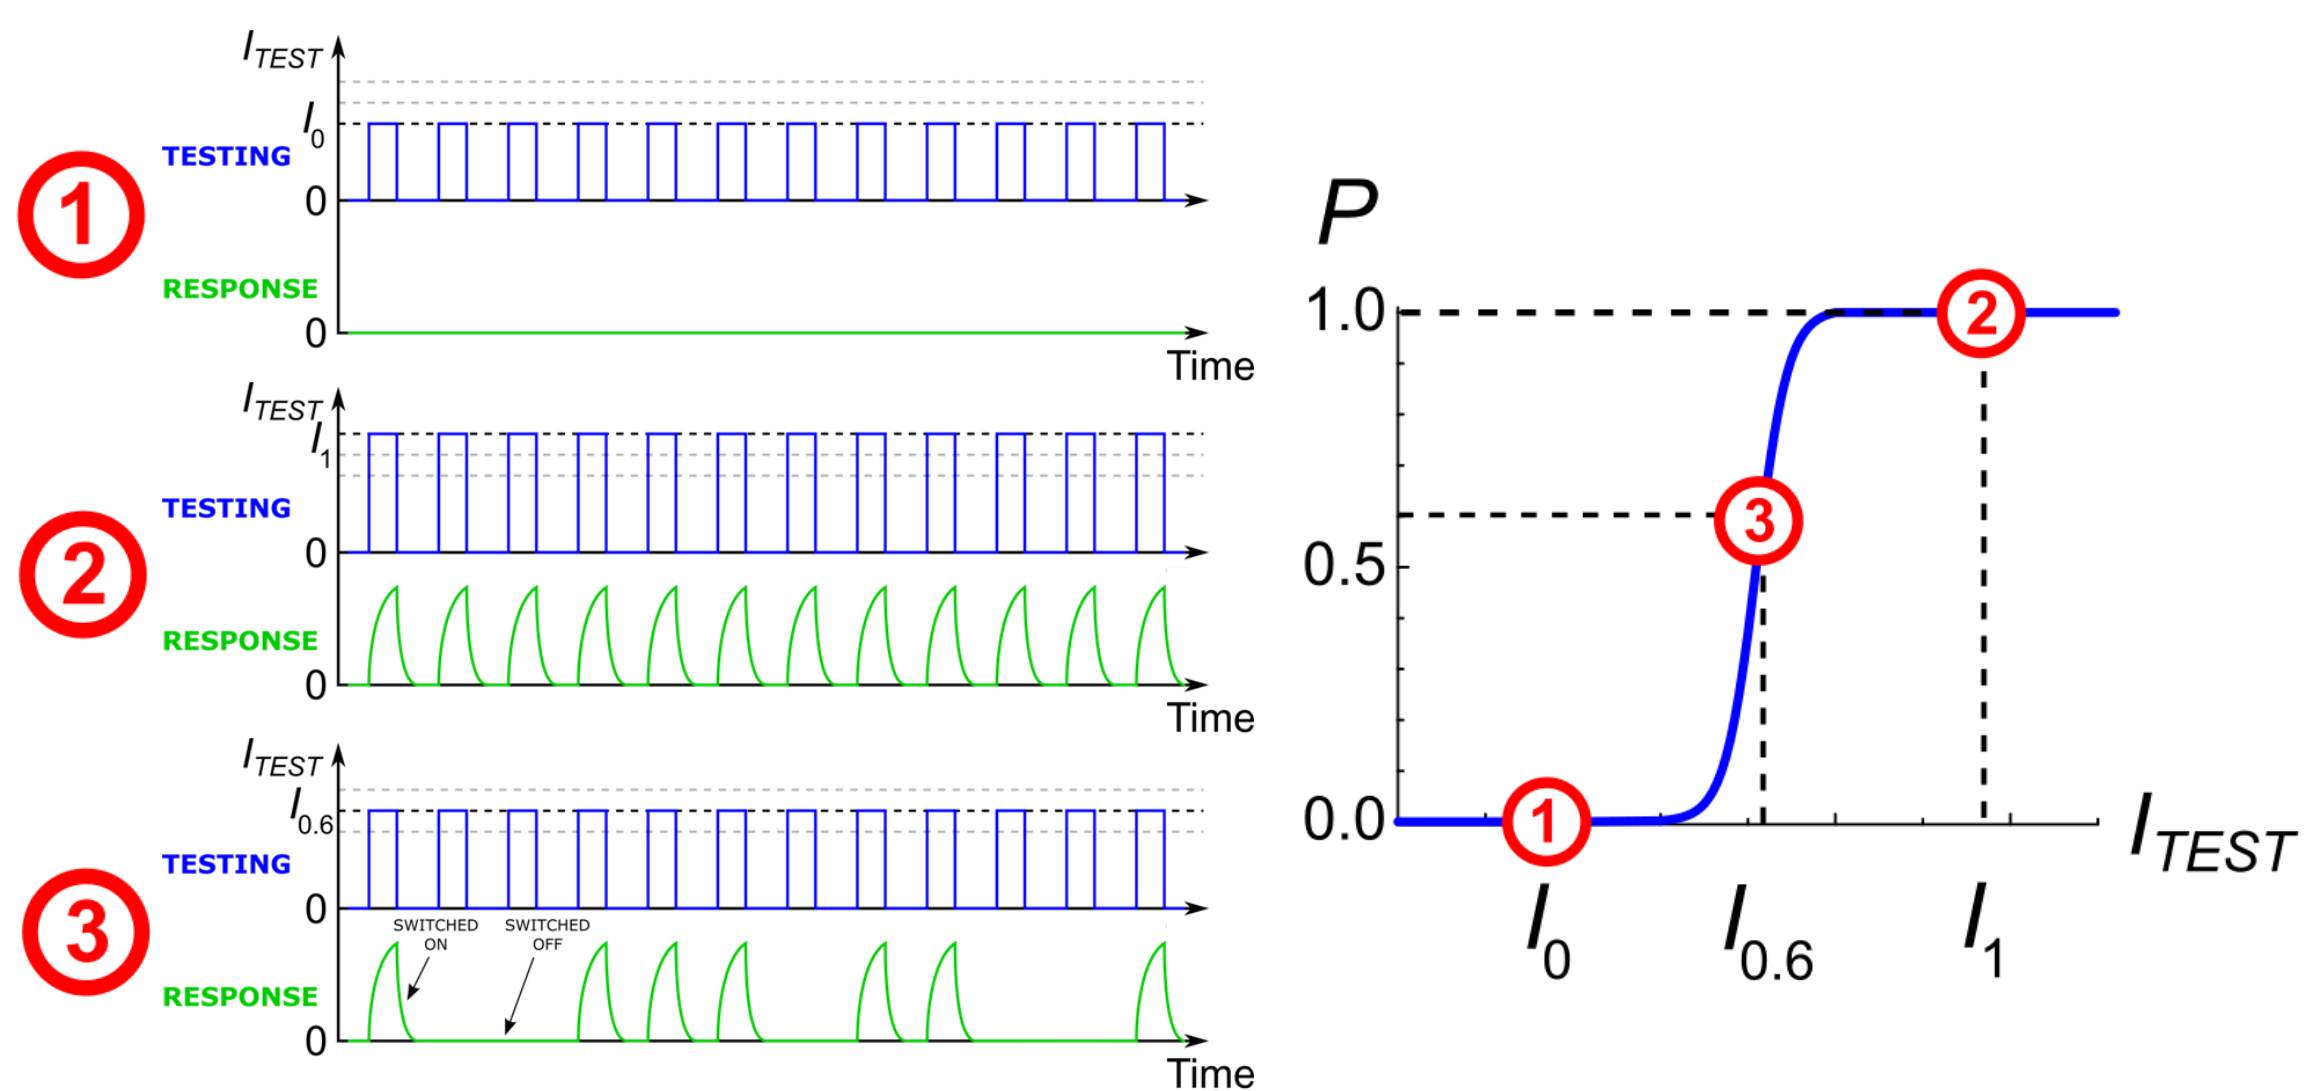 I_TEST
I_0
TESTING
0
1
RESPONSE
0
Time
I_TEST
I_1
TESTING
0
2
RESPONSE
0
Time
I_TEST
I_0.6
TESTING
0
SWITCHED ON
SWITCHED OFF
3
RESPONSE
0
Time
P
1.0
2
3
0.5
0.0
1
I_TEST
I_0
I_0.6
I_1